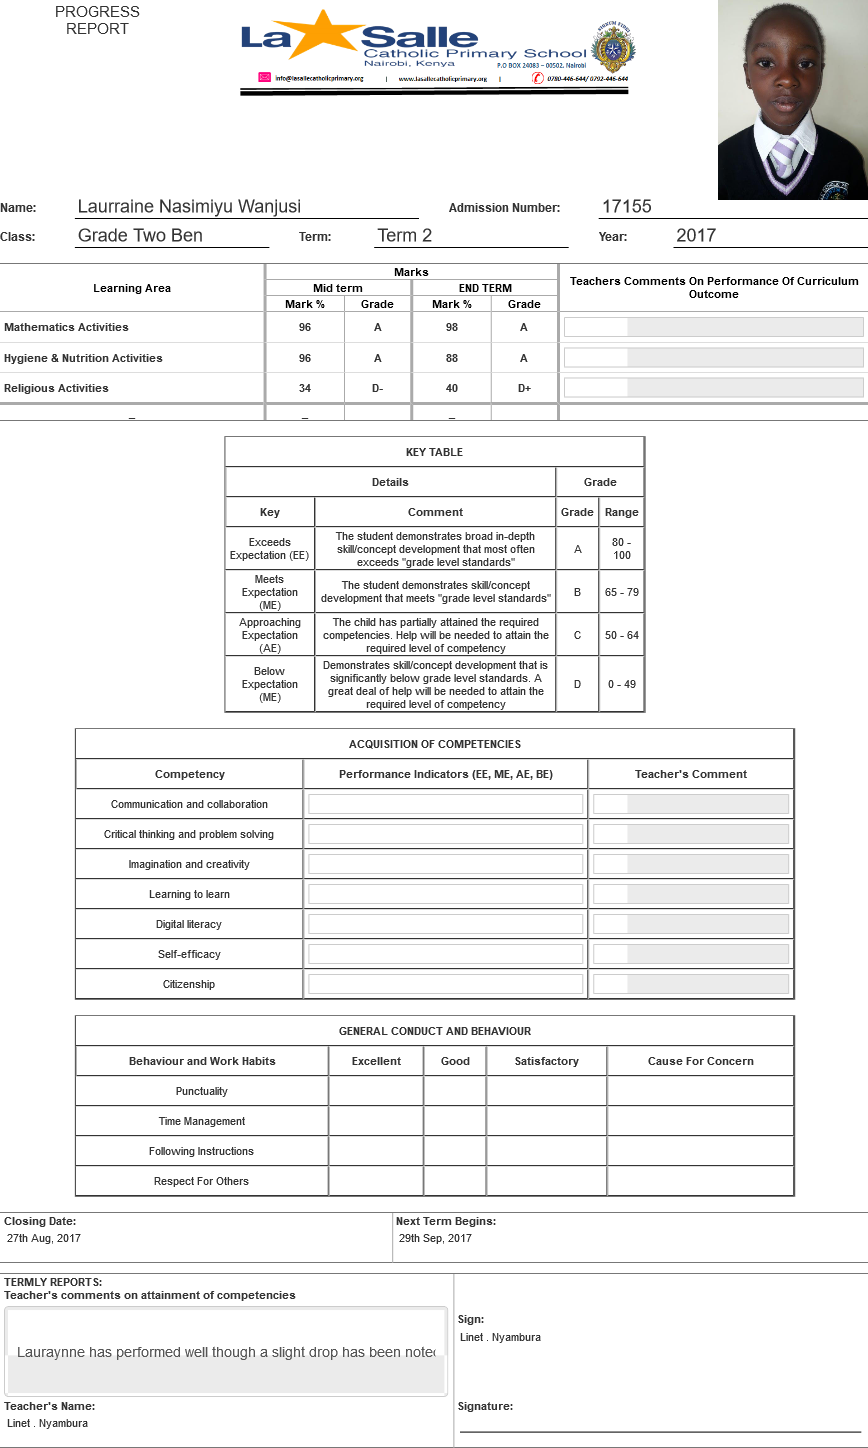 PROGRESS
REPORT
La Salle
Catholic Primary School
Nairobi, Kenya
P.O BOX 24083 – 00502, Nairobi
info@lasallecatholicprimary.org | www.lasallecatholicprimary.org | 0780-446-644/ 0792-446-644
Name: Laurraine Nasimiyu Wanjusi Admission Number: 17155
Class: Grade Two Ben Term: Term 2 Year: 2017
Learning Area Marks Teachers Comments On Performance Of Curriculum Outcome
Mid term END TERM
Mark % Grade Mark % Grade
Mathematics Activities 96 A 98 A
Hygiene & Nutrition Activities 96 A 88 A
Religious Activities 34 D- 40 D+
_ _ _
KEY TABLE
Details Grade
Key Comment Grade Range
Exceeds Expectation (EE) The student demonstrates broad in-depth skill/concept development that most often exceeds "grade level standards" A 80 - 100
Meets Expectation (ME) The student demonstrates skill/concept development that meets "grade level standards" B 65 - 79
Approaching Expectation (AE) The child has partially attained the required competencies. Help will be needed to attain the required level of competency C 50 - 64
Below Expectation (ME) Demonstrates skill/concept development that is significantly below grade level standards. A great deal of help will be needed to attain the required level of competency D 0 - 49
ACQUISITION OF COMPETENCIES
Competency Performance Indicators (EE, ME, AE, BE) Teacher's Comment
Communication and collaboration
Critical thinking and problem solving
Imagination and creativity
Learning to learn
Digital literacy
Self-efficacy
Citizenship
GENERAL CONDUCT AND BEHAVIOUR
Behaviour and Work Habits Excellent Good Satisfactory Cause For Concern
Punctuality
Time Management
Following Instructions
Respect For Others
Closing Date: Next Term Begins:
27th Aug, 2017 29th Sep, 2017
TERMLY REPORTS:
Teacher's comments on attainment of competencies
Lauraynne has performed well though a slight drop has been noted
Sign:
Linet . Nyambura
Teacher's Name: Signature:
Linet . Nyambura